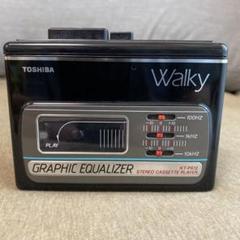 TOSHIBA
Walky
100HZ
1kHZ
10kHZ
PLAY
GRAPHIC EQUALIZER
STEREO CASSETTE PLAYER